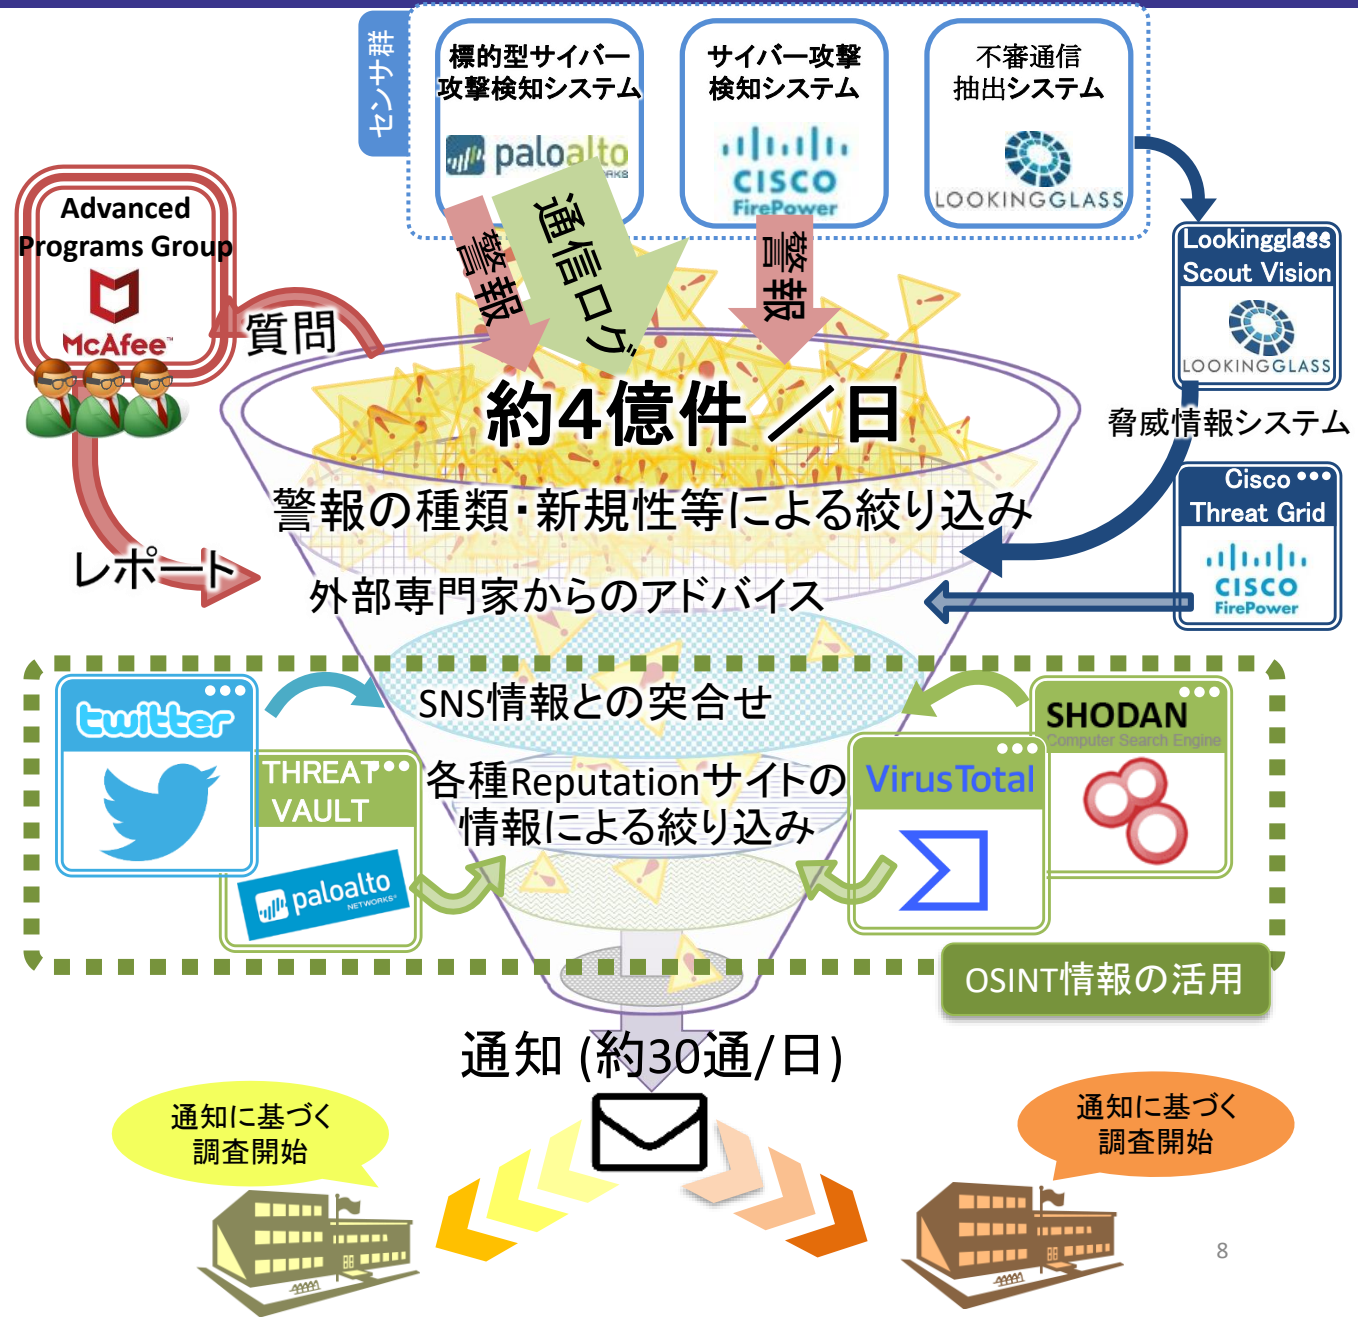 センサ群
標的型サイバー
攻撃検知システム
paloalto
サイバー攻撃
検知システム
CISCO
FirePower
不審通信
抽出システム
LOOKINGGLASS
警報
通信ログ
警報
Advanced
Programs Group
McAfee™
質問
レポート
Lookingglass
Scout Vision
LOOKINGGLASS
脅威情報システム
Cisco
Threat Grid
CISCO
FirePower
約4億件 ／日
警報の種類・新規性等による絞り込み
外部専門家からのアドバイス
SNS情報との突合せ
各種Reputationサイトの
情報による絞り込み
twitter
THREAT
VAULT
paloalto
NETWORKS®
SHODAN
Computer Search Engine
VirusTotal
OSINT情報の活用
通知 (約30通/日)
通知に基づく
調査開始
通知に基づく
調査開始
8